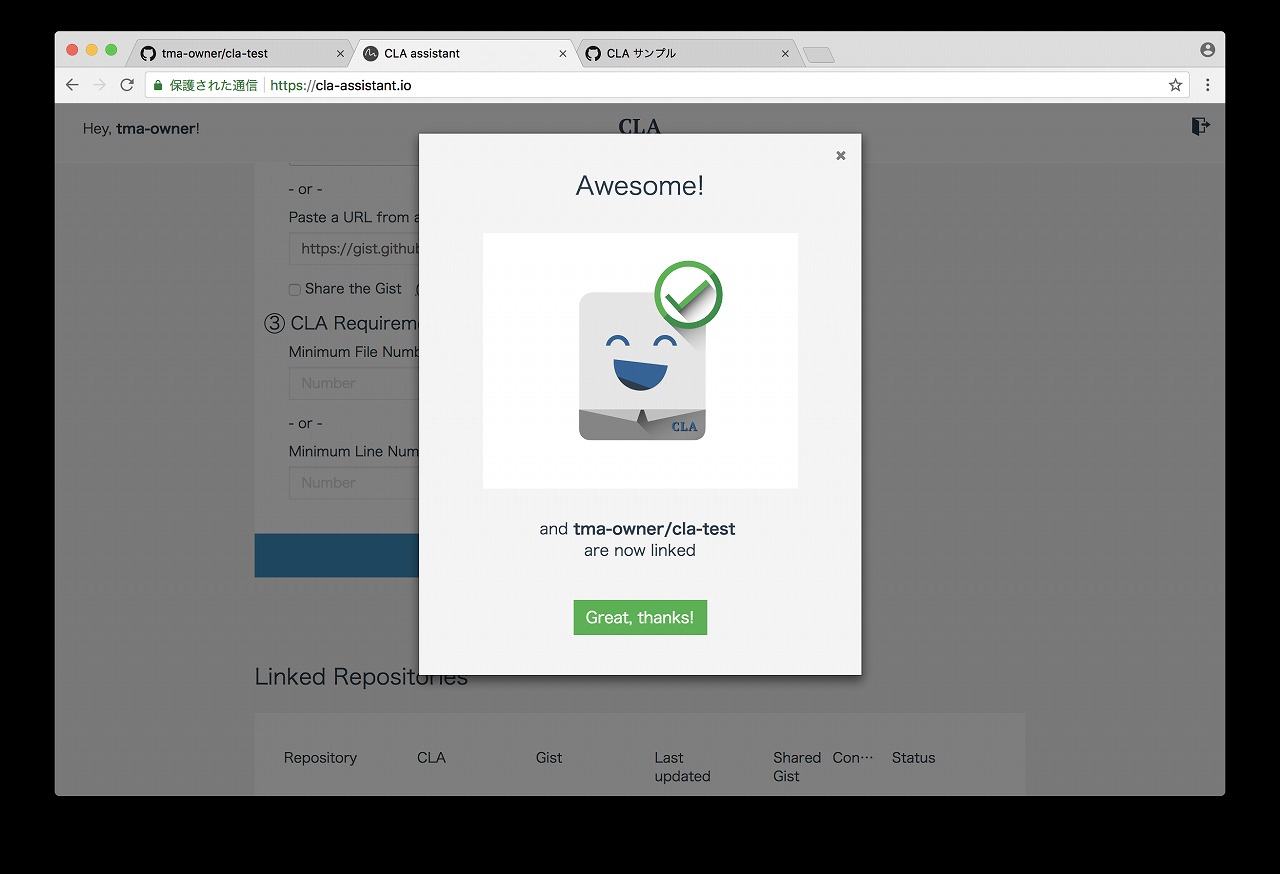 tma-owner/cla-test
CLA assistant
CLA サンプル
保護された通信
https://cla-assistant.io
Hey, tma-owner!
CLA
- or -
Paste a URL from
https://gist.github
Share the Gist
③ CLA Requirem
Minimum File Numb
Number
- or -
Minimum Line Num
Number
Awesome!
CLA
and tma-owner/cla-test
are now linked
Great, thanks!
Linked Repositories
Repository
CLA
Gist
Last
updated
Shared
Gist
Con…
Status